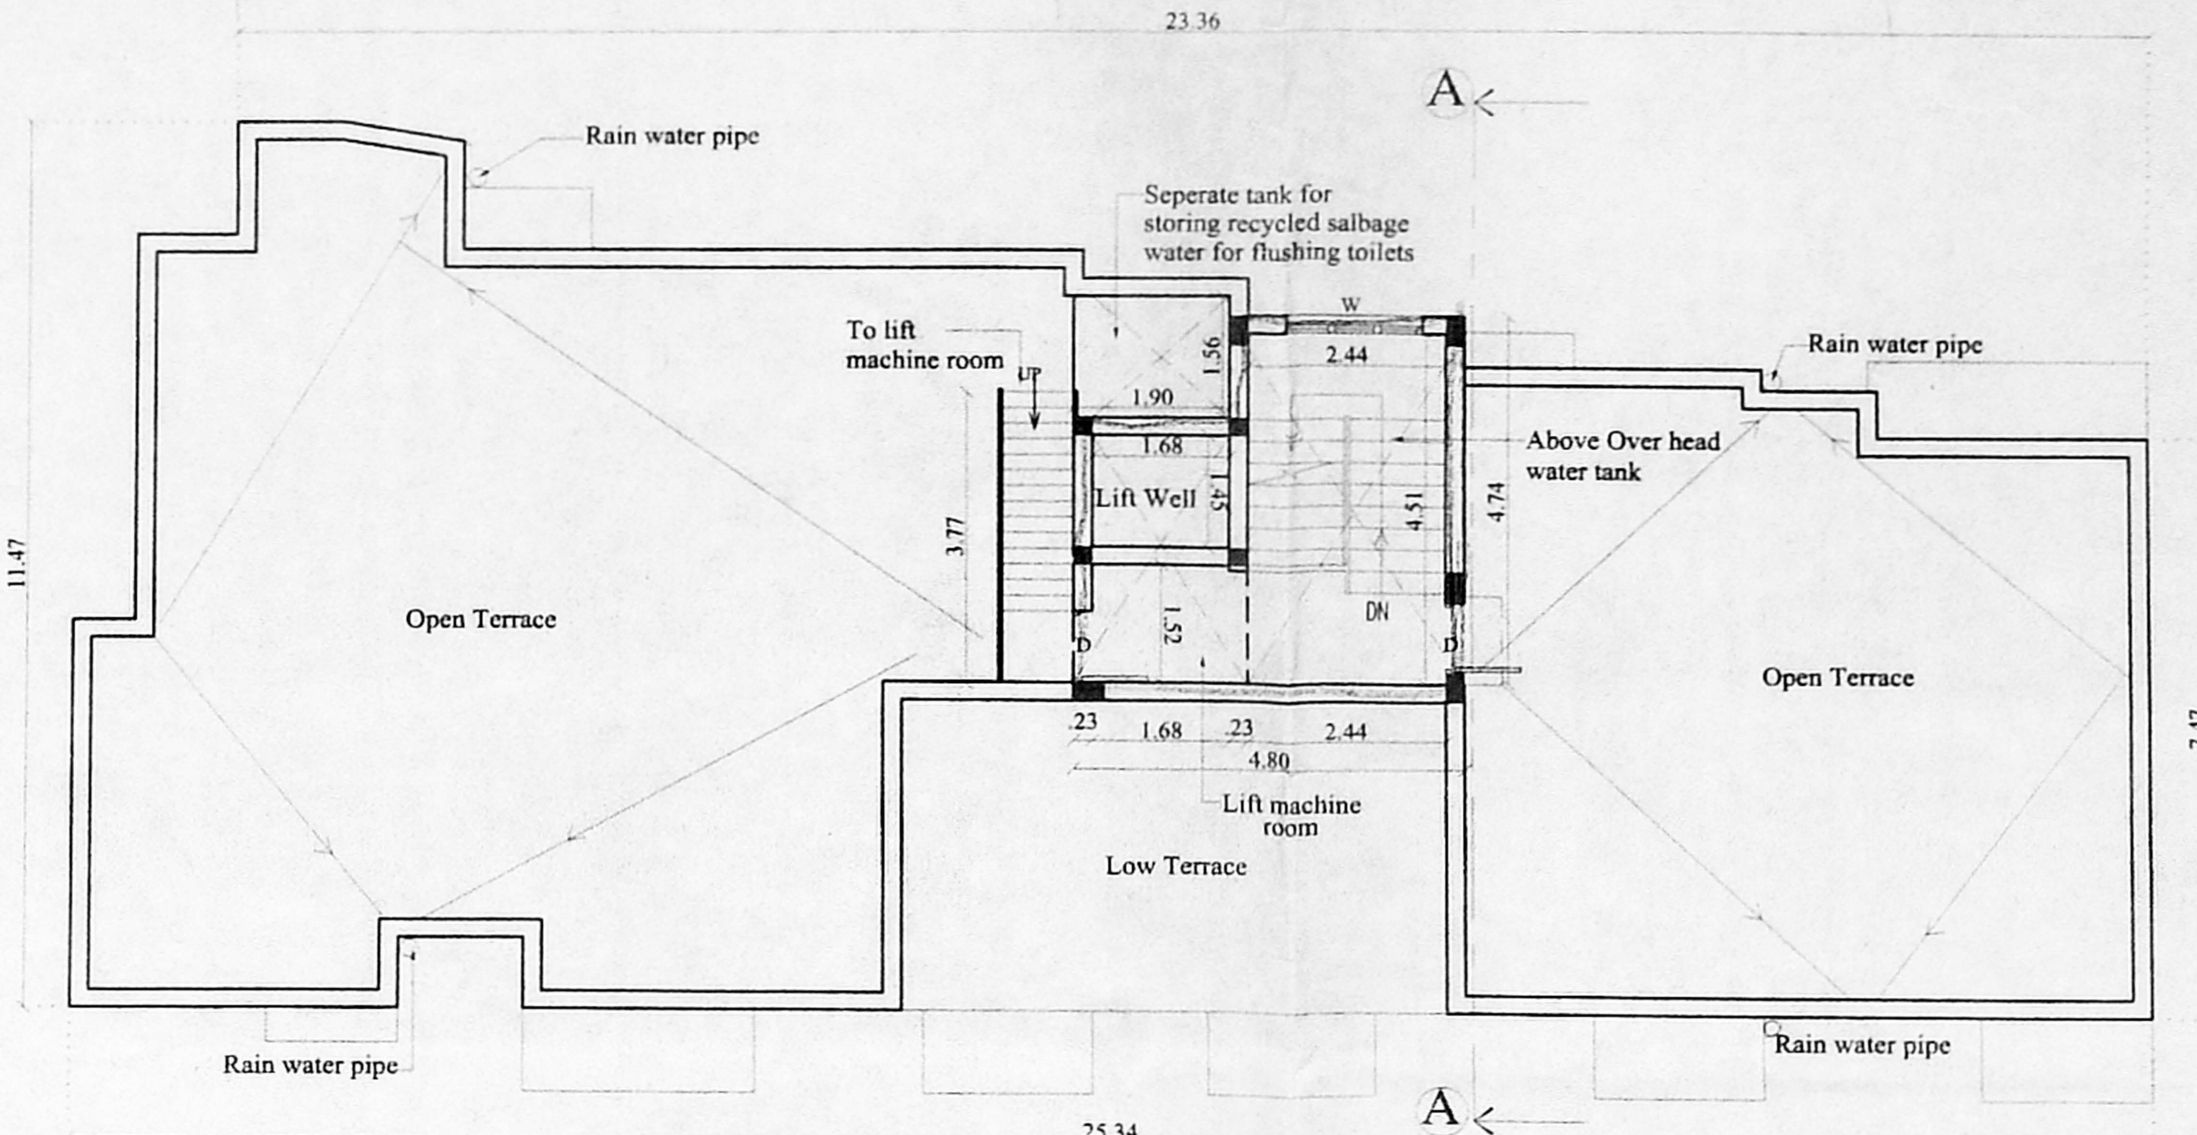 23.36
A
Rain water pipe
Seperate tank for
storing recycled salbage
water for flushing toilets
W
To lift
machine room
UP
1.56
2.44
Rain water pipe
1.90
1.68
Above Over head
water tank
Lift Well
1.45
4.51
4.74
3.77
11.47
Open Terrace
1.52
DN
D
D
Open Terrace
.23
1.68
.23
2.44
4.80
Lift machine
room
Low Terrace
Rain water pipe
Rain water pipe
A
25.34